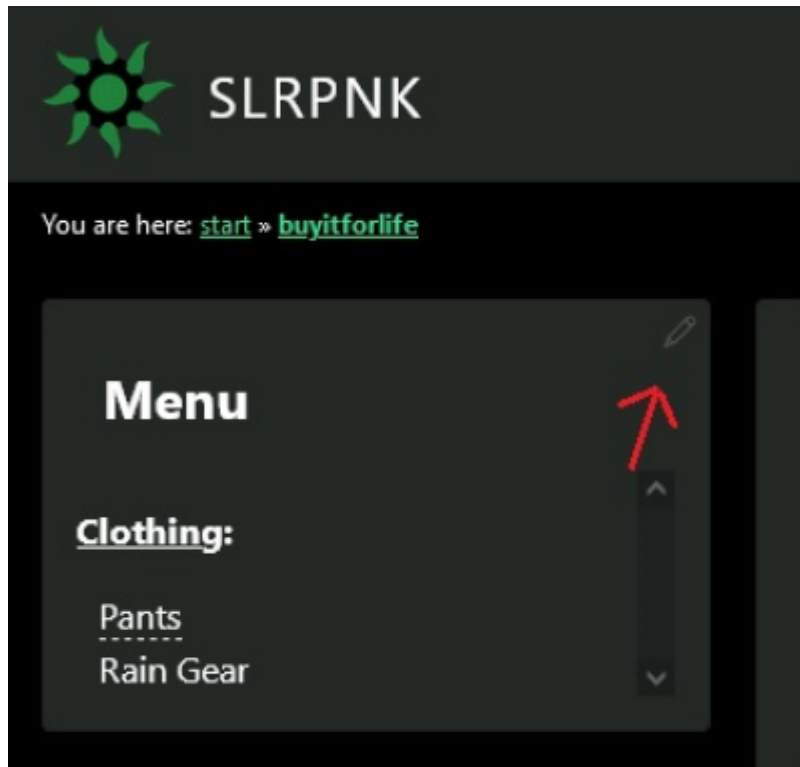 SLRPNK
You are here: start » buyitforlife
Menu
Clothing:
Pants
Rain Gear